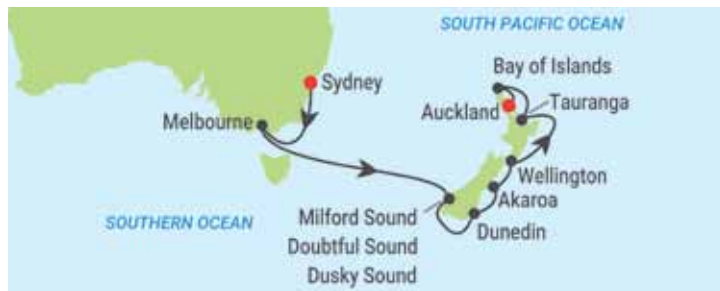 SOUTH PACIFIC OCEAN
Bay of Islands
Sydney
Auckland
Tauranga
Melbourne
Wellington
Akaroa
Milford Sound
Doubtful Sound
Dusky Sound
Dunedin
SOUTHERN OCEAN